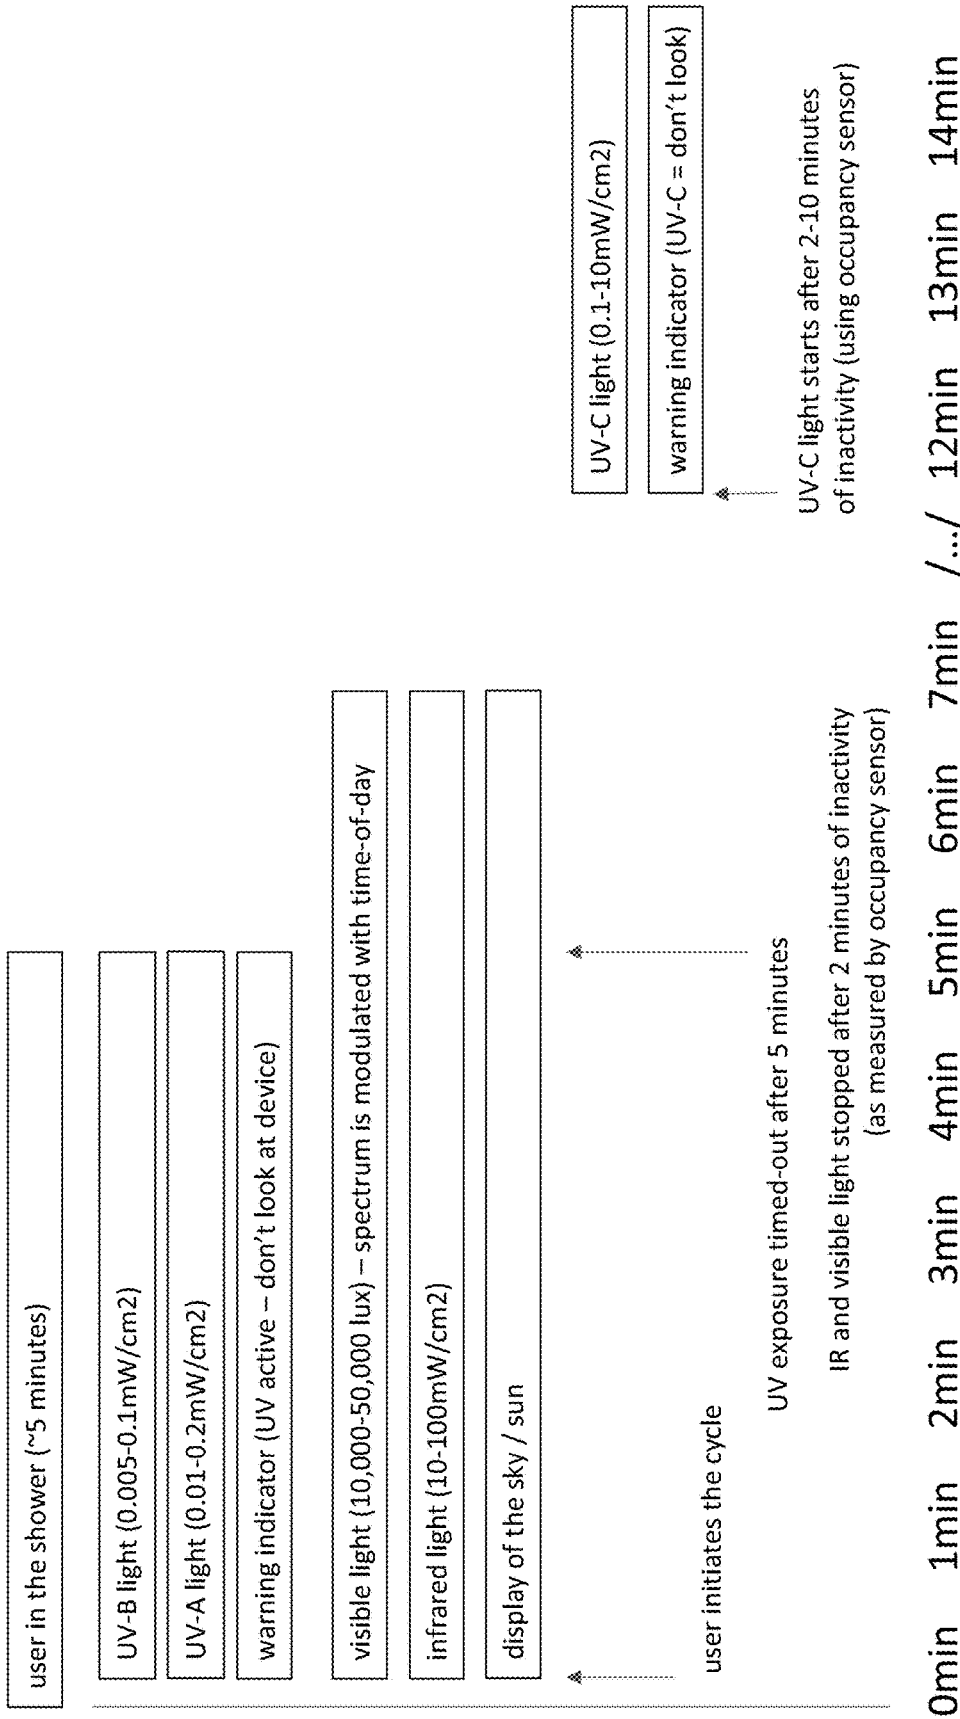 user in the shower (~5 minutes)
UV-B light (0.005-0.1mW/cm2)
UV-A light (0.01-0.2mW/cm2)
warning indicator (UV active – don't look at device)
visible light (10,000-50,000 lux) – spectrum is modulated with time-of-day
infrared light (10-100mW/cm2)
display of the sky / sun
UV-C light (0.1-10mW/cm2)
warning indicator (UV-C = don't look)
user initiates the cycle
UV exposure timed-out after 5 minutes
IR and visible light stopped after 2 minutes of inactivity
(as measured by occupancy sensor)
UV-C light starts after 2-10 minutes
of inactivity (using occupancy sensor)
0min 1min 2min 3min 4min 5min 6min 7min /.../ 12min 13min 14min